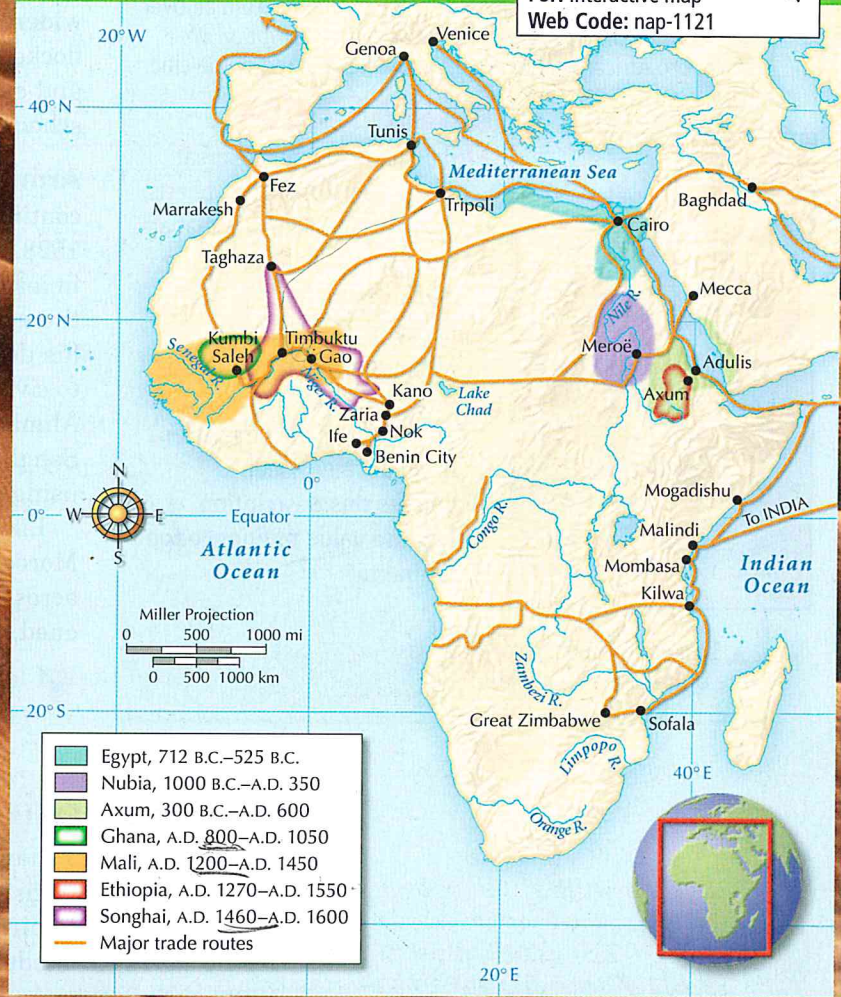 Web Code: nap-1121
20°W
Genoa
Venice
40°N
Tunis
Mediterranean Sea
Fez
Marrakesh
Tripoli
Baghdad
Cairo
Taghaza
Mecca
20°N
Nile R.
Kumbi
Saleh
Timbuktu
Gao
Senegal R.
Niger R.
Meroë
Adulis
Axum
Kano
Lake
Chad
Zaria
Ife
Nok
Benin City
N
W
E
S
0°
0°
Equator
Mogadishu
To INDIA
Congo R.
Malindi
Atlantic
Ocean
Mombasa
Indian
Ocean
Kilwa
Miller Projection
0 500 1000 mi
0 500 1000 km
Zambezi R.
20°S
Great Zimbabwe
Sofala
Limpopo
R.
40°E
Orange R.
Egypt, 712 B.C.–525 B.C.
Nubia, 1000 B.C.–A.D. 350
Axum, 300 B.C.–A.D. 600
Ghana, A.D. 800–A.D. 1050
Mali, A.D. 1200–A.D. 1450
Ethiopia, A.D. 1270–A.D. 1550
Songhai, A.D. 1460–A.D. 1600
Major trade routes
20°E